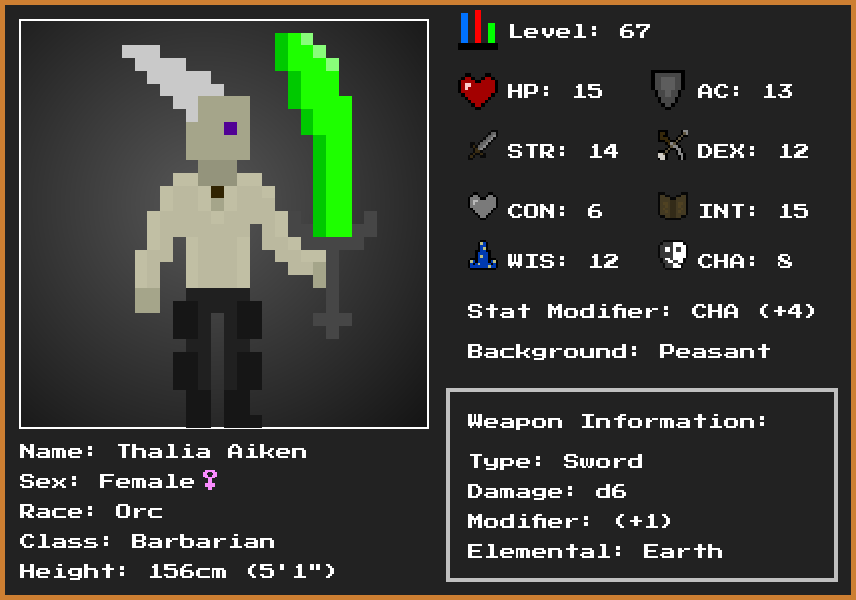 Level: 67
HP: 15 AC: 13
STR: 14 DEX: 12
CON: 6 INT: 15
WIS: 12 CHA: 8
Stat Modifier: CHA (+4)
Background: Peasant
Weapon Information:
Type: Sword
Damage: d6
Modifier: (+1)
Elemental: Earth
Name: Thalia Aiken
Sex: Female♀
Race: Orc
Class: Barbarian
Height: 156cm (5'1")